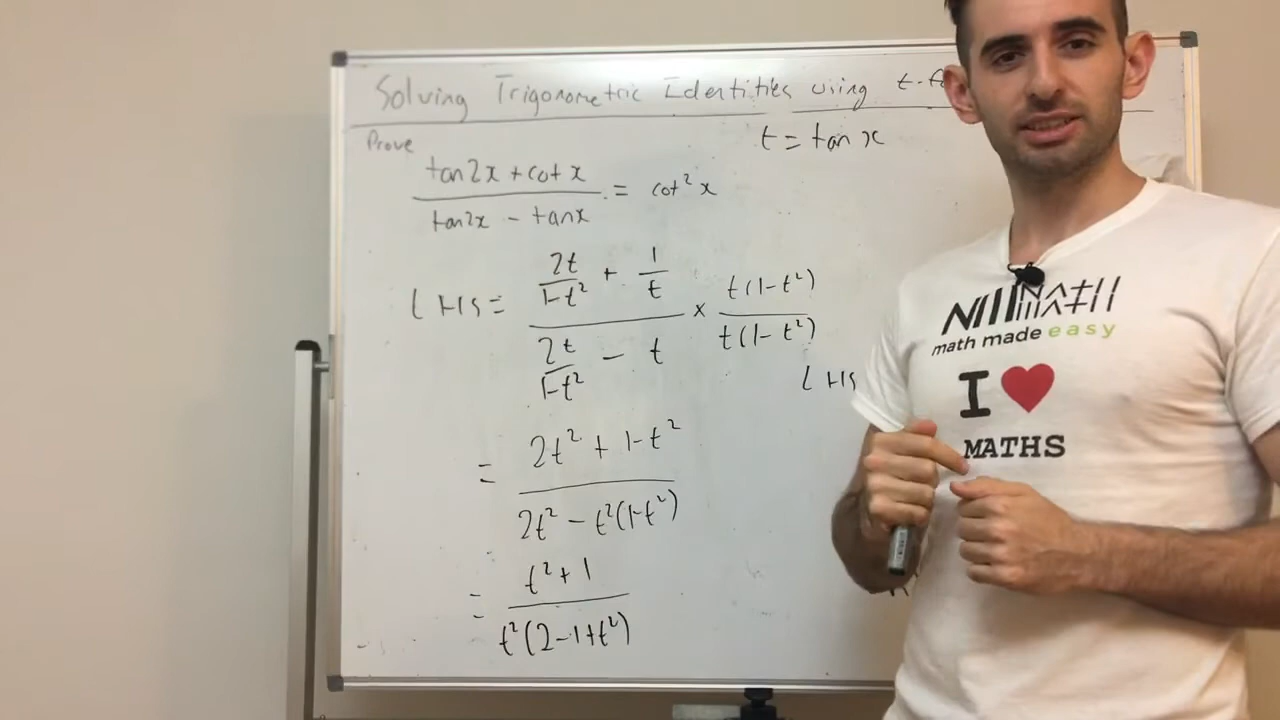 Solving Trigonometric Identities using t-f
Prove
t = tan x
tan2x + cot x
= cot² x
tan2x - tanx
LHS = 2t/1-t² + 1/t
× t(1-t²)/t(1-t²)
2t/1-t² - t
LHS
= 2t² + 1-t²
2t² - t²(1-t²)
= t² + 1
t²(2-1+t²)
math made easy
I ❤
MATHS